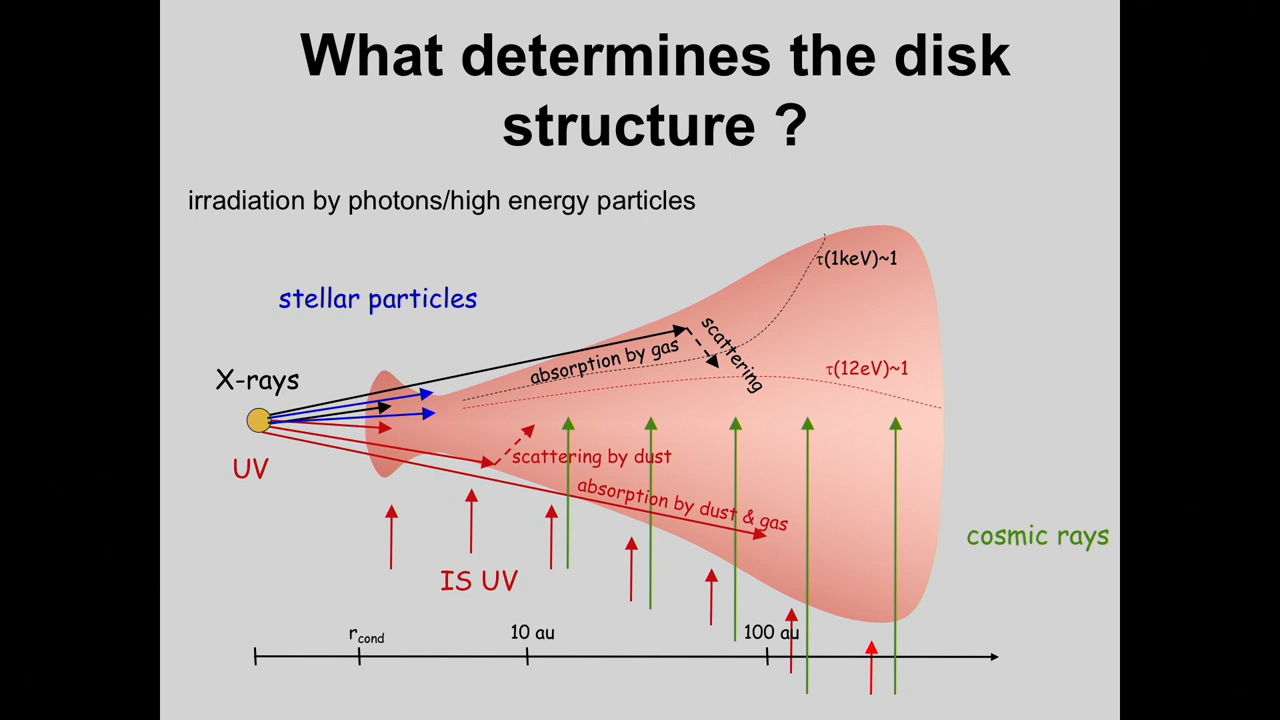 What determines the disk
structure ?
irradiation by photons/high energy particles
τ(1keV)~1
stellar particles
scattering
absorption by gas
τ(12eV)~1
X-rays
UV
scattering by dust
absorption by dust & gas
cosmic rays
IS UV
rcond
10 au
100 au